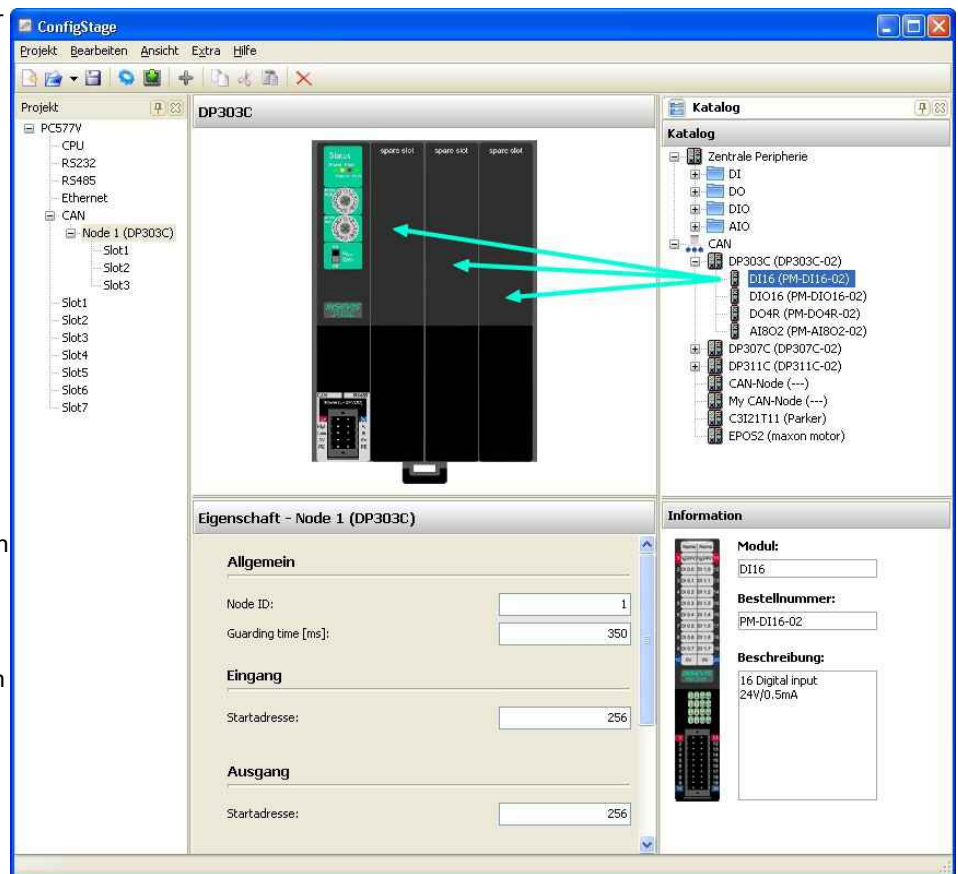 ConfigStage
Projekt Bearbeiten Ansicht Extra Hilfe
Projekt
PC577V
CPU
RS232
RS485
Ethernet
CAN
Node 1 (DP303C)
Slot1
Slot2
Slot3
Slot1
Slot2
Slot3
Slot4
Slot5
Slot6
Slot7
DP303C
Status
spare slot spare slot spare slot
Eigenschaft - Node 1 (DP303C)
Allgemein
Node ID: 1
Guarding time [ms]: 350
Eingang
Startadresse: 256
Ausgang
Startadresse: 256
Katalog
Katalog
Zentrale Peripherie
DI
DO
DIO
AIO
CAN
DP303C (DP303C-02)
DI16 (PM-DI16-02)
DIO16 (PM-DIO16-02)
DO4R (PM-DO4R-02)
AI8O2 (PM-AI8O2-02)
DP307C (DP307C-02)
DP311C (DP311C-02)
CAN-Node (---)
My CAN-Node (---)
C3I21T11 (Parker)
EPOS2 (maxon motor)
Information
Modul:
DI16
Bestellnummer:
PM-DI16-02
Beschreibung:
16 Digital input
24V/0.5mA